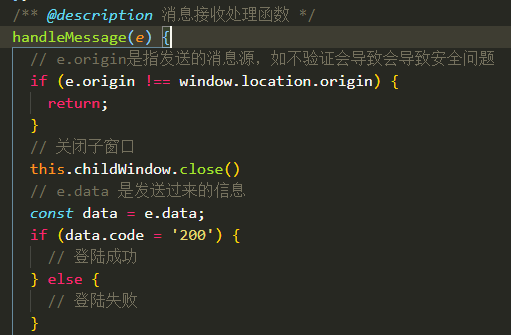 /** @description 消息接收处理函数 */
handleMessage(e) {
// e.origin是指发送的消息源，如不验证会导致会导致安全问题
if (e.origin !== window.location.origin) {
return;
}
// 关闭子窗口
this.childWindow.close()
// e.data 是发送过来的信息
const data = e.data;
if (data.code = '200') {
// 登陆成功
} else {
// 登陆失败
}